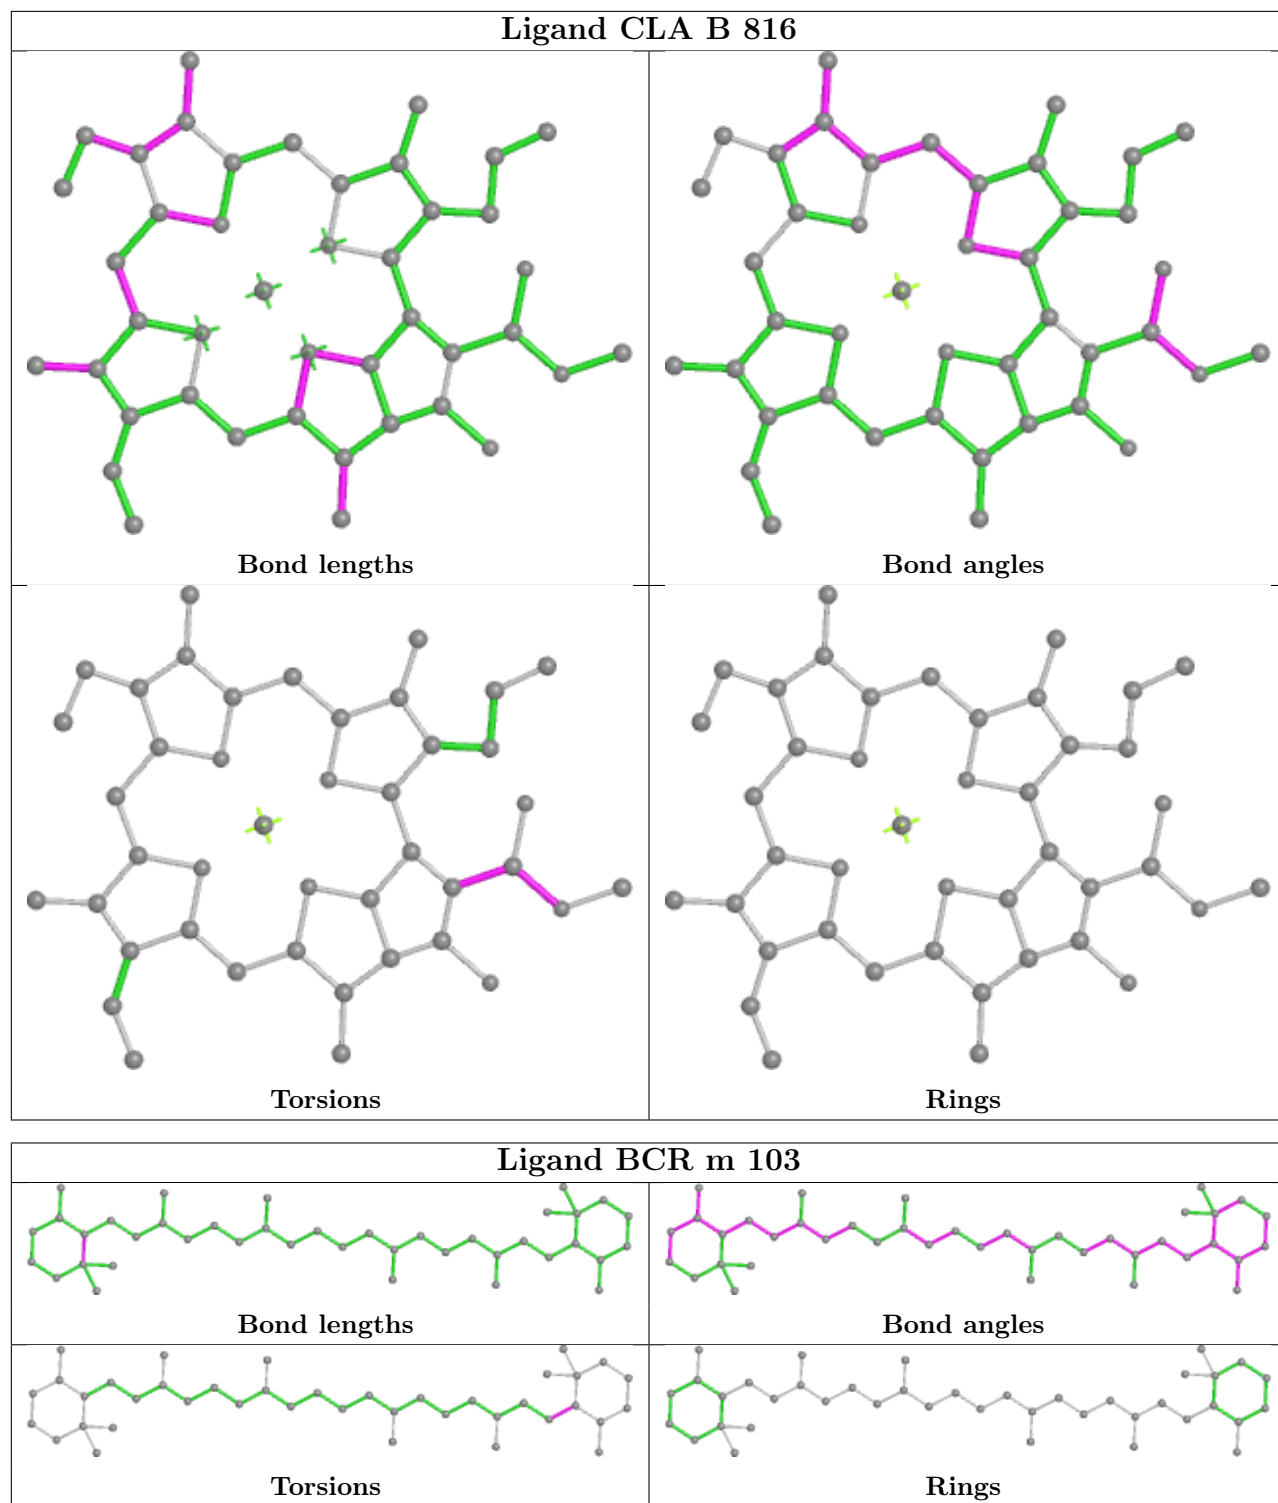 Ligand CLA B 816
Bond lengths
Bond angles
Torsions
Rings
Ligand BCR m 103
Bond lengths
Bond angles
Torsions
Rings